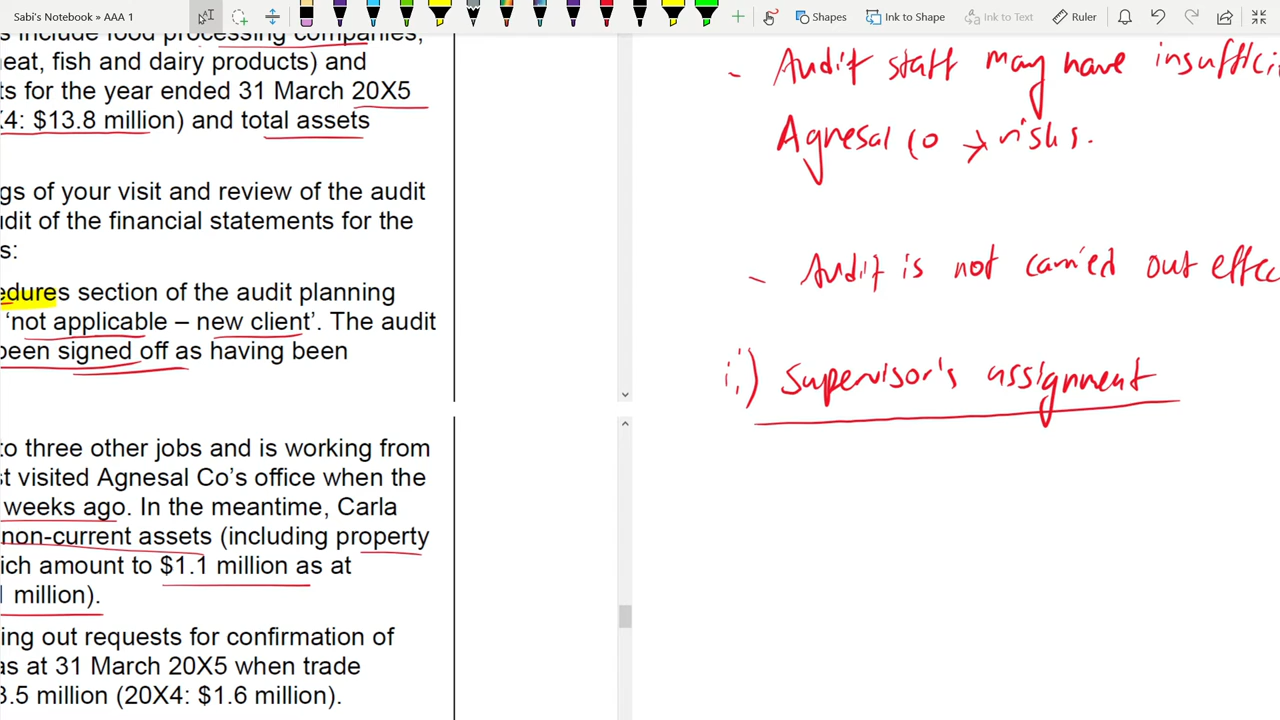 Sabi's Notebook » AAA 1
Shapes
Ink to Shape
Ink to Text
Ruler
s include food processing companies,
eat, fish and dairy products) and
ts for the year ended 31 March 20X5
X4: $13.8 million) and total assets
gs of your visit and review of the audit
udit of the financial statements for the
s:
edures section of the audit planning
'not applicable – new client'. The audit
been signed off as having been
to three other jobs and is working from
st visited Agnesal Co's office when the
weeks ago. In the meantime, Carla
non-current assets (including property
ich amount to $1.1 million as at
million).
ing out requests for confirmation of
as at 31 March 20X5 when trade
3.5 million (20X4: $1.6 million).
- Audit staff may have insuffici
Agnesal Co → risks.
- Audit is not carried out effec
ii) Supervisor's assignment